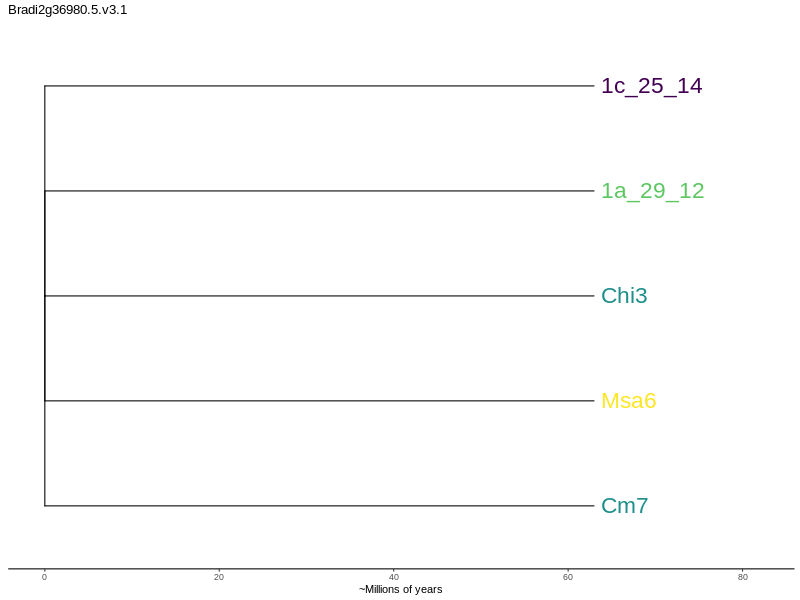 Bradi2g36980.5.v3.1
1c_25_14
1a_29_12
Chi3
Msa6
Cm7
0 20 40 60 80
~Millions of years